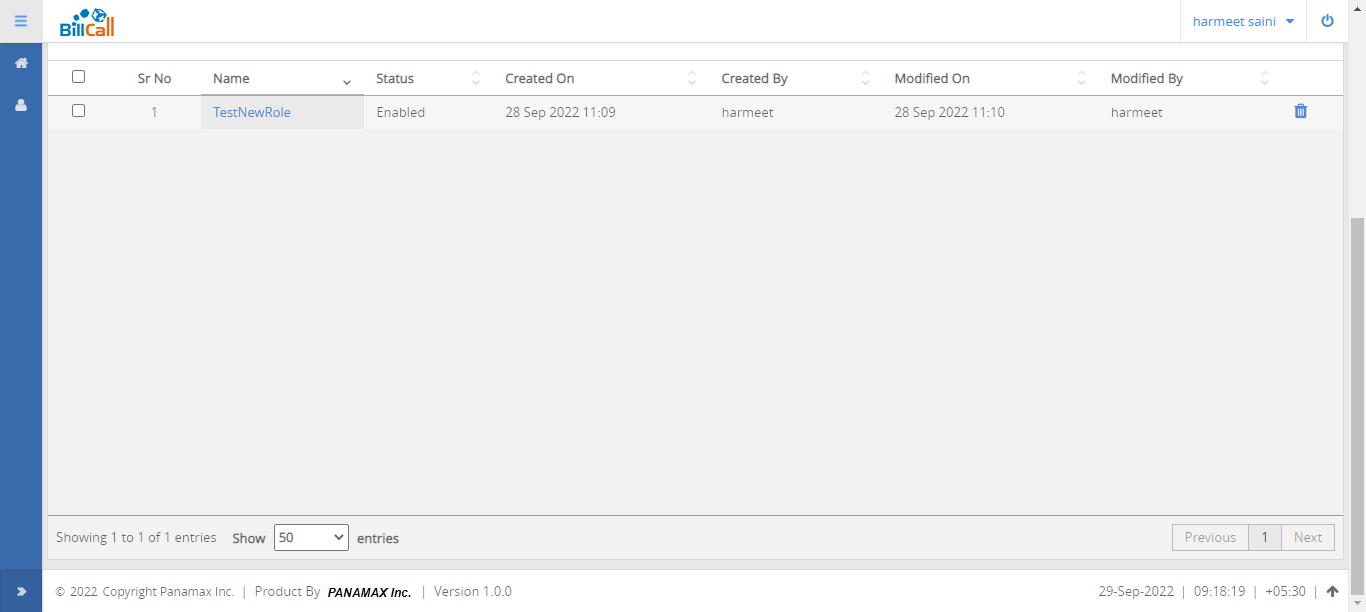 BillCall harmeet saini
Sr No Name Status Created On Created By Modified On Modified By
1 TestNewRole Enabled 28 Sep 2022 11:09 harmeet 28 Sep 2022 11:10 harmeet
Showing 1 to 1 of 1 entries Show 50 entries Previous 1 Next
© 2022 Copyright Panamax Inc. | Product By PANAMAX Inc. | Version 1.0.0 29-Sep-2022 | 09:18:19 | +05:30 |